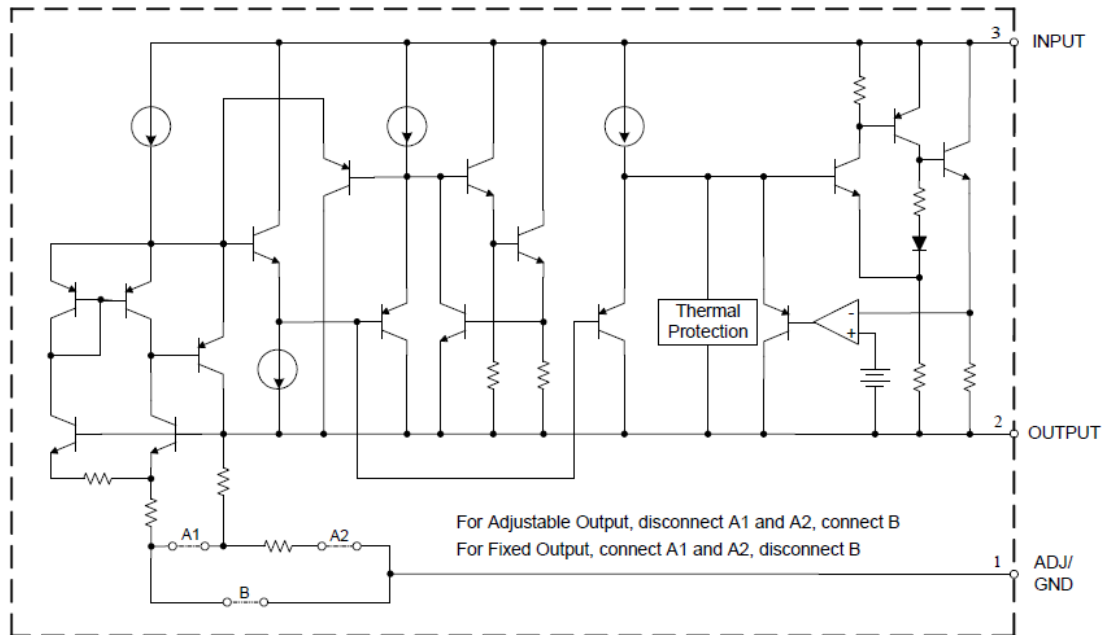 3 INPUT
Thermal
Protection
-
+
2 OUTPUT
For Adjustable Output, disconnect A1 and A2, connect B
A1
A2
For Fixed Output, connect A1 and A2, disconnect B
1 ADJ/
GND
B